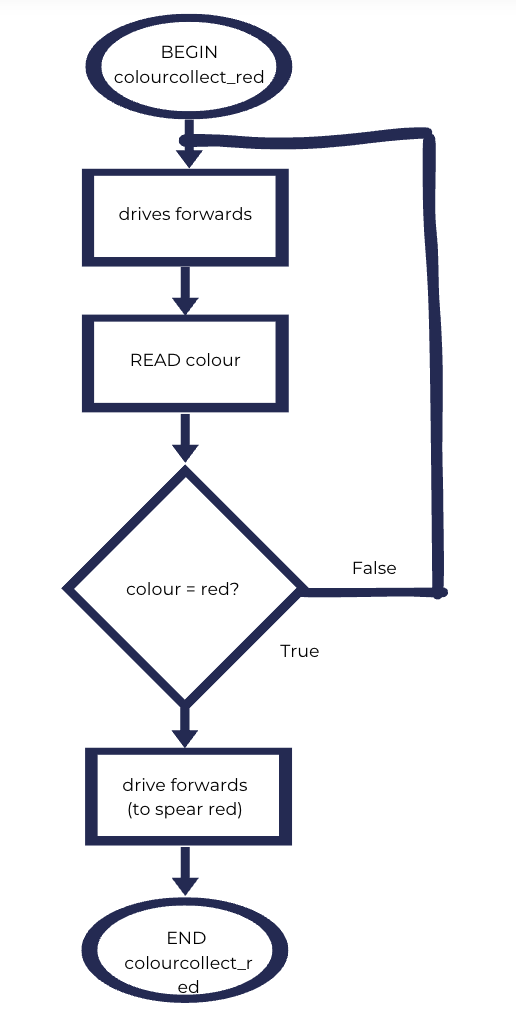 BEGIN
colourcollect_red
drives forwards
READ colour
colour = red?
False
True
drive forwards
(to spear red)
END
colourcollect_r
ed